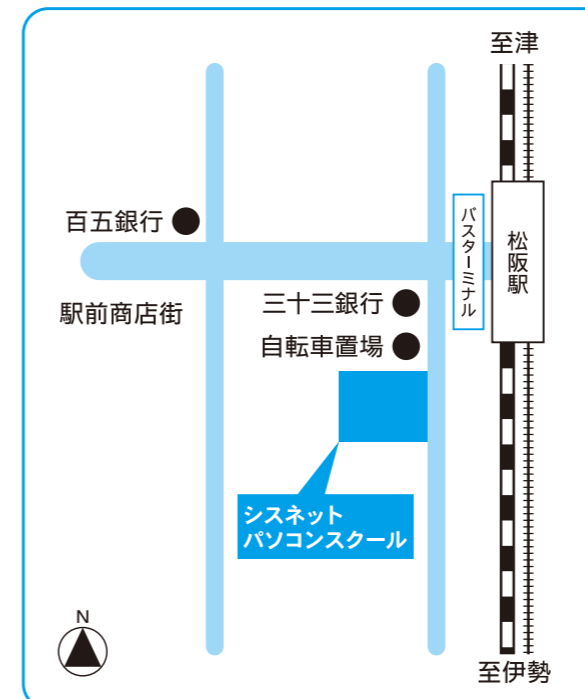 至津
百五銀行
バスターミナル
松阪駅
駅前商店街
三十三銀行
自転車置場
シスネット
パソコンスクール
N
至伊勢